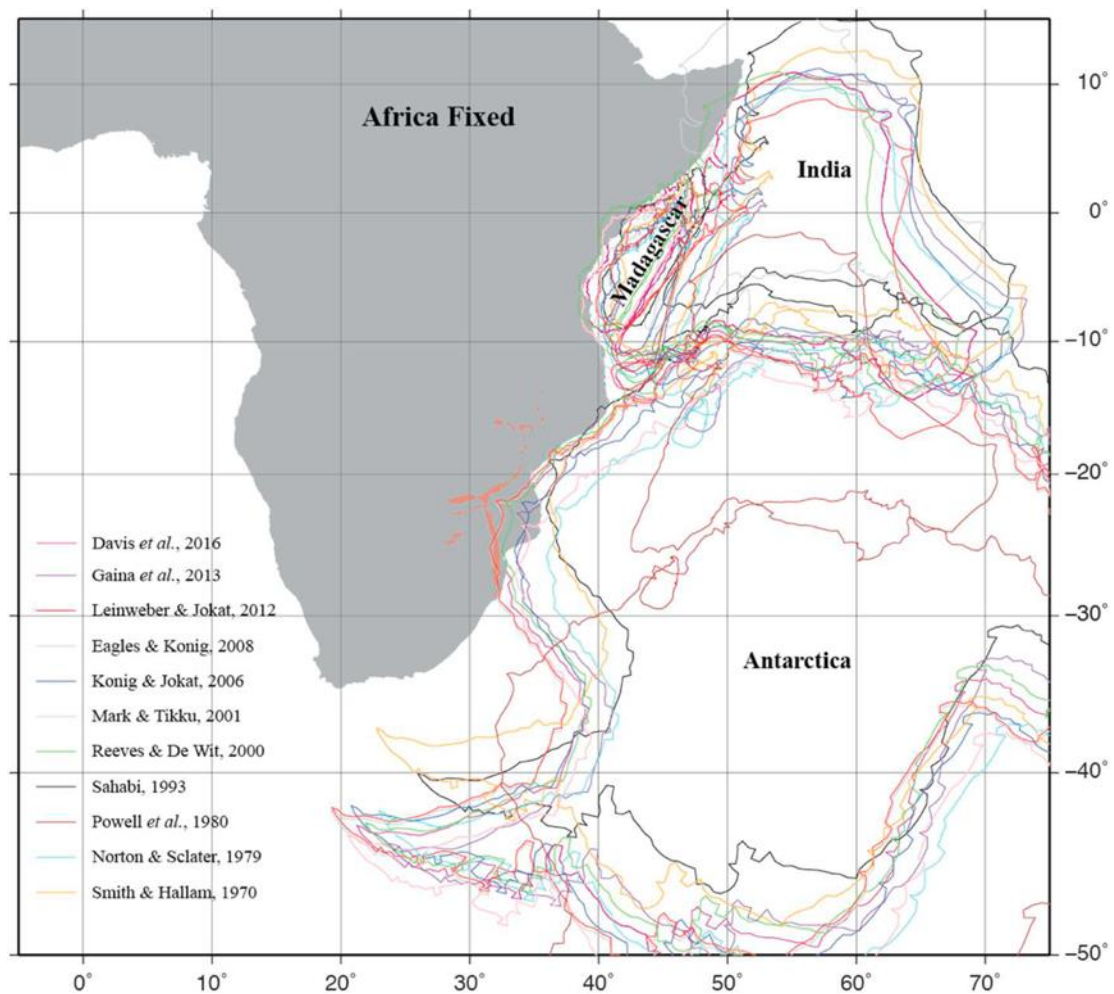 Africa Fixed
India
Madagascar
Antarctica
Davis et al., 2016
Gaina et al., 2013
Leinweber & Jokat, 2012
Eagles & Konig, 2008
Konig & Jokat, 2006
Mark & Tikku, 2001
Reeves & De Wit, 2000
Sahabi, 1993
Powell et al., 1980
Norton & Sclater, 1979
Smith & Hallam, 1970
10°
0°
−10°
−20°
−30°
−40°
−50°
0° 10° 20° 30° 40° 50° 60° 70°